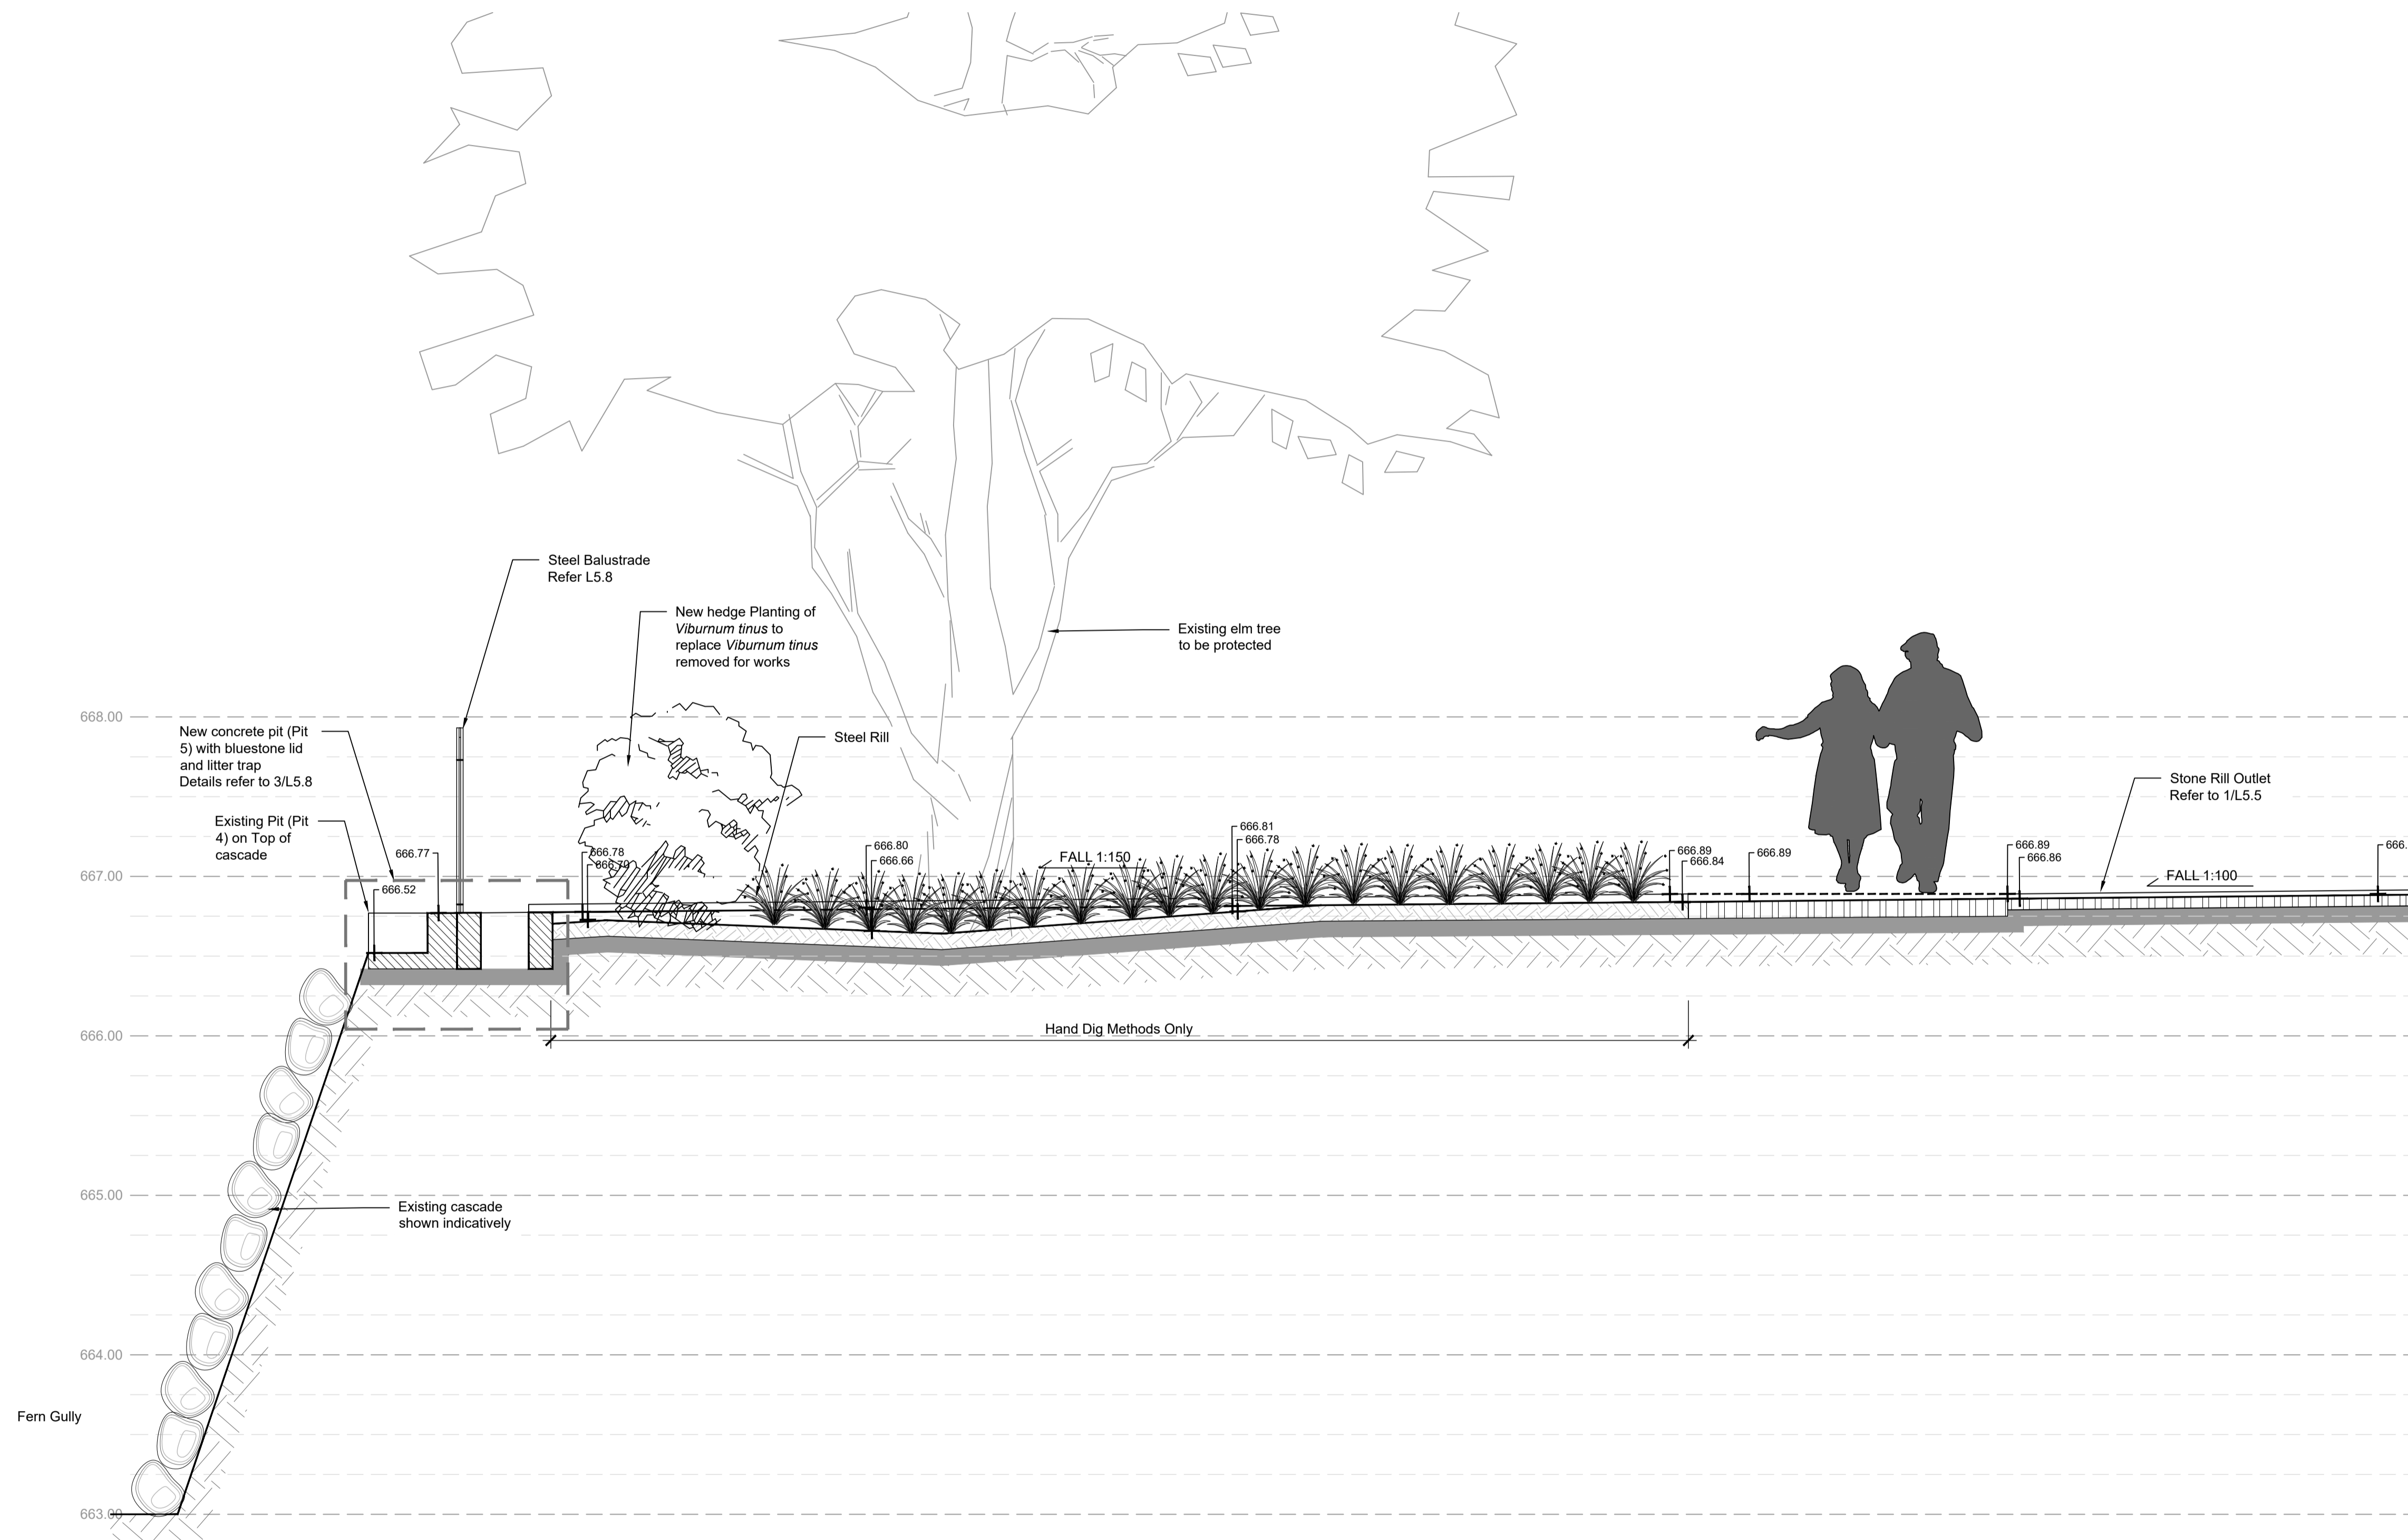 Steel Balustrade
Refer L5.8
New hedge Planting of
Viburnum tinus to
replace Viburnum tinus
removed for works
Existing elm tree
to be protected
668.00
New concrete pit (Pit
5) with bluestone lid
and litter trap
Details refer to 3/L5.8
Steel Rill
Stone Rill Outlet
Refer to 1/L5.5
Existing Pit (Pit
4) on Top of
cascade
666.77
666.78
666.80
666.66
FALL 1:150
666.81
666.78
666.89
666.84
666.89
666.89
666.86
FALL 1:100
666.
667.00
666.52
666.00
Hand Dig Methods Only
665.00
Existing cascade
shown indicatively
664.00
Fern Gully
663.00